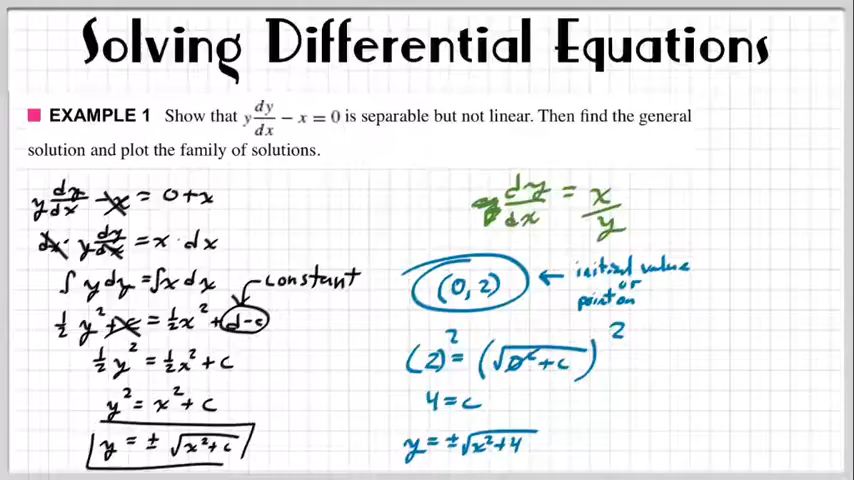 Solving Differential Equations
EXAMPLE 1 Show that y dy/dx − x = 0 is separable but not linear. Then find the general
solution and plot the family of solutions.
y dy/dx - x = 0 + x
dx · y dy/dx = x · dx
∫ y dy = ∫ x dx
constant
1/2 y² + c = 1/2 x² + d - c
1/2 y² = 1/2 x² + c
y² = x² + c
y = ± √(x² + c)
dy/dx = x/y
(0, 2) ← initial value
or
point on
(2)² = (√(0² + c))²
4 = c
y = ± √(x² + 4)